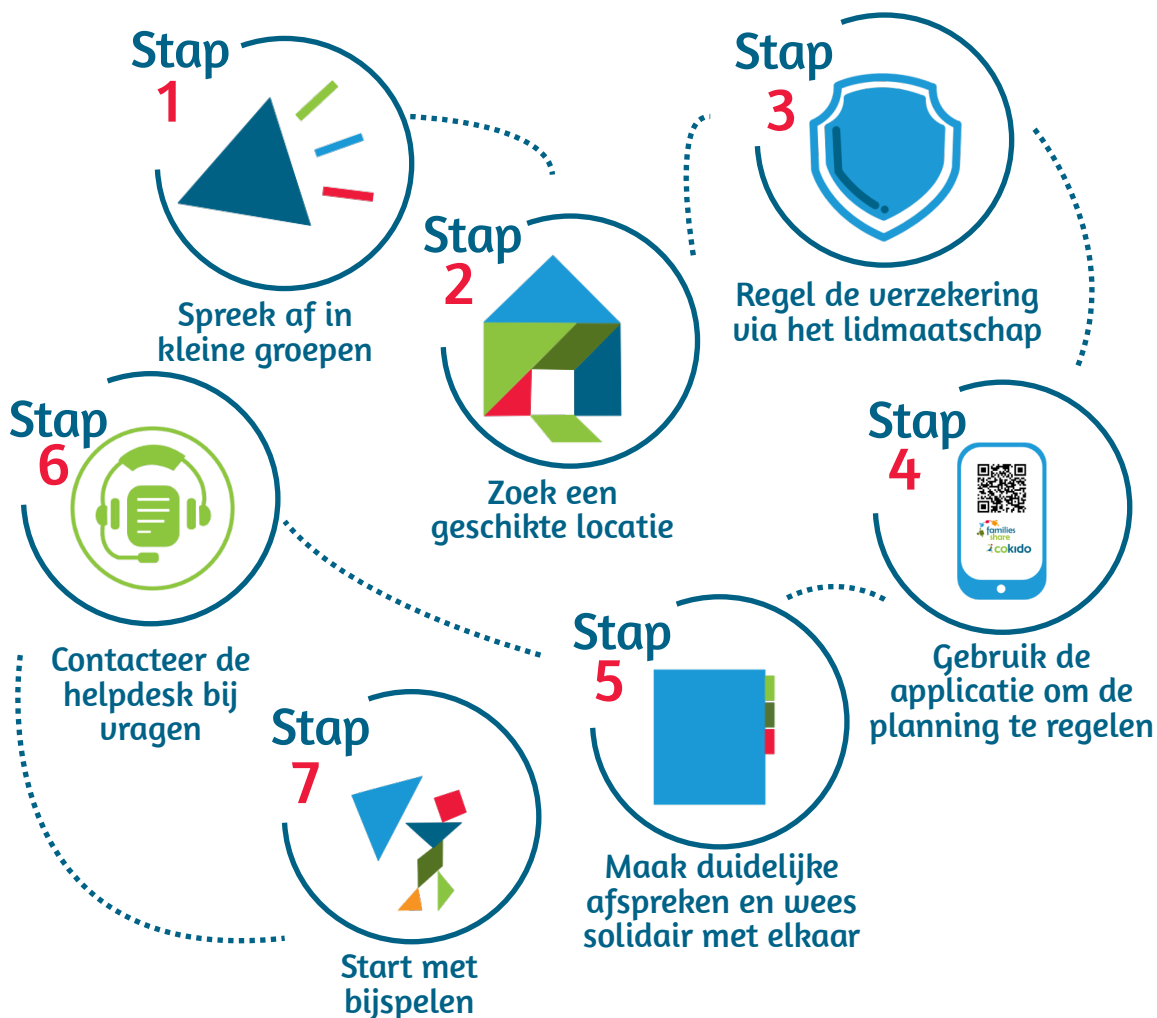 Stap
1
Spreek af in
kleine groepen
Stap
2
Zoek een
geschikte locatie
Stap
3
Regel de verzekering
via het lidmaatschap
Stap
4
families
share
cokido
Gebruik de
applicatie om de
planning te regelen
Stap
5
Maak duidelijke
afspreken en wees
solidair met elkaar
Stap
6
Contacteer de
helpdesk bij
vragen
Stap
7
Start met
bijspelen